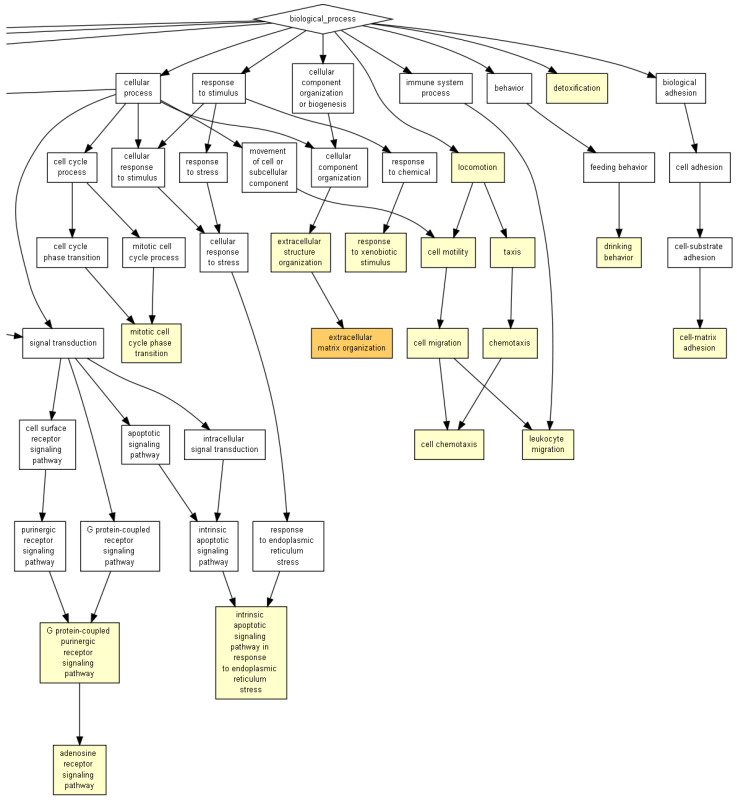 biological_process
cellular
process
response
to stimulus
cellular
component
organization
or biogenesis
immune system
process
behavior
detoxification
biological
adhesion
cell cycle
process
cellular
response
to stimulus
response
to stress
movement
of cell or
subcellular
component
cellular
component
organization
response
to chemical
locomotion
feeding behavior
cell adhesion
cell cycle
phase transition
mitotic cell
cycle process
cellular
response
to stress
extracellular
structure
organization
response
to xenobiotic
stimulus
cell motility
taxis
drinking
behavior
cell-substrate
adhesion
signal transduction
mitotic cell
cycle phase
transition
extracellular
matrix organization
cell migration
chemotaxis
cell-matrix
adhesion
cell surface
receptor
signaling
pathway
apoptotic
signaling
pathway
intracellular
signal transduction
cell chemotaxis
leukocyte
migration
purinergic
receptor
signaling
pathway
G protein-coupled
receptor
signaling
pathway
intrinsic
apoptotic
signaling
pathway
response
to endoplasmic
reticulum
stress
G protein-coupled
purinergic
receptor
signaling
pathway
intrinsic
apoptotic
signaling
pathway in
response
to endoplasmic
reticulum
stress
adenosine
receptor
signaling
pathway